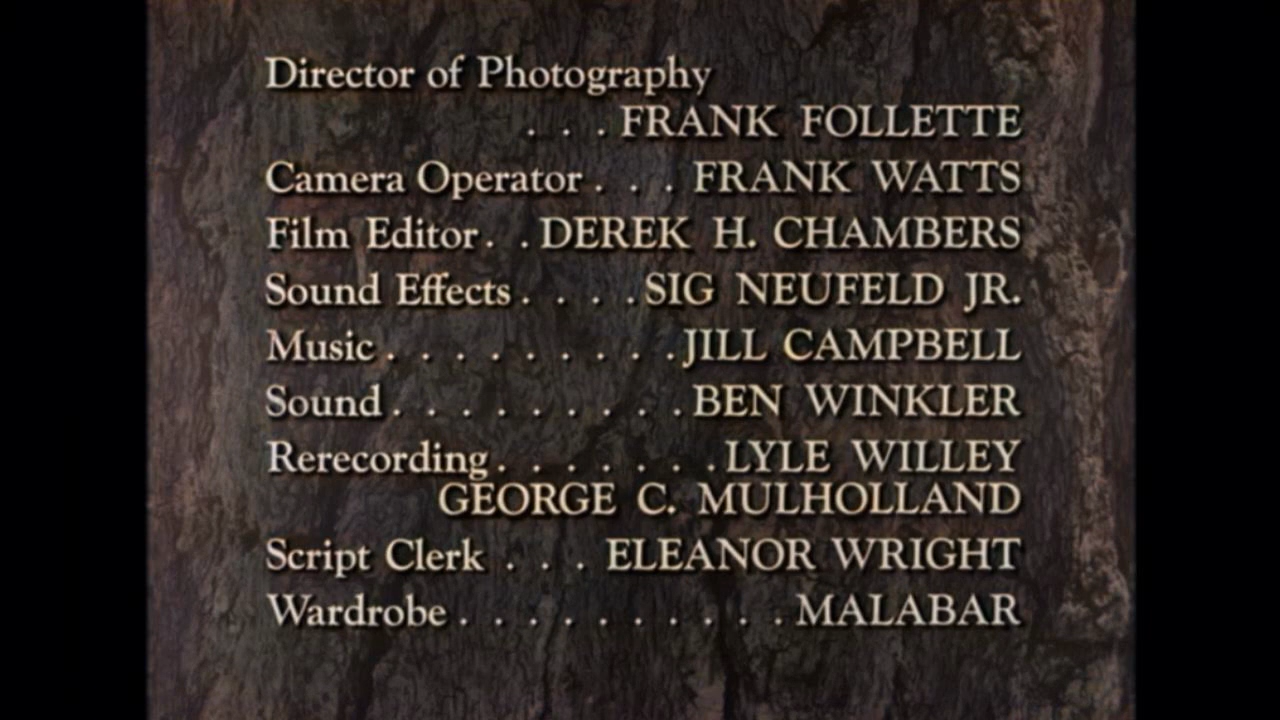 Director of Photography
. . . FRANK FOLLETTE
Camera Operator . . . FRANK WATTS
Film Editor . . DEREK H. CHAMBERS
Sound Effects . . . . SIG NEUFELD JR.
Music . . . . . . . . . JILL CAMPBELL
Sound . . . . . . . . . BEN WINKLER
Rerecording . . . . . . . LYLE WILLEY
GEORGE C. MULHOLLAND
Script Clerk . . . ELEANOR WRIGHT
Wardrobe . . . . . . . . . . MALABAR